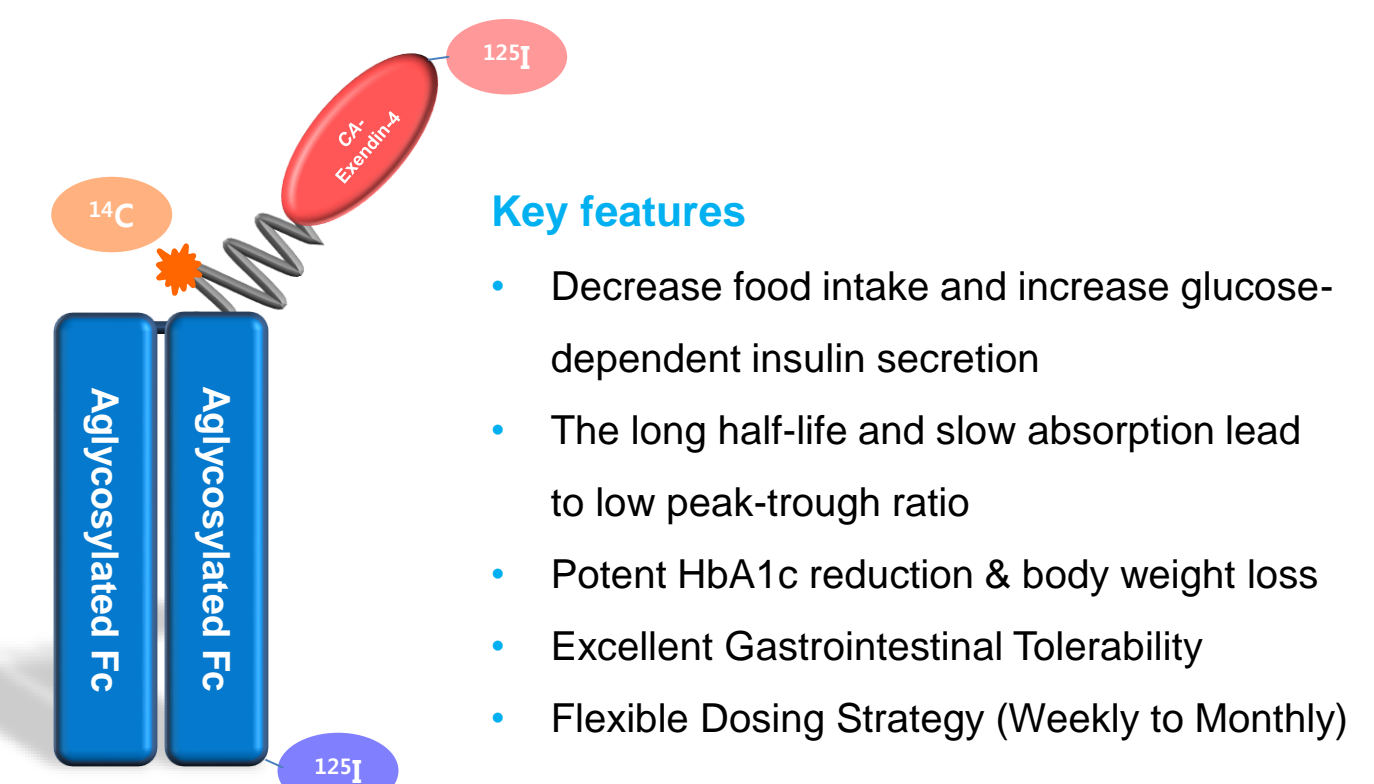 ¹²⁵I
CA-
Exendin-4
¹⁴C
Aglycosylated Fc
Aglycosylated Fc
¹²⁵I
Key features
• Decrease food intake and increase glucose-
dependent insulin secretion
• The long half-life and slow absorption lead
to low peak-trough ratio
• Potent HbA1c reduction & body weight loss
• Excellent Gastrointestinal Tolerability
• Flexible Dosing Strategy (Weekly to Monthly)